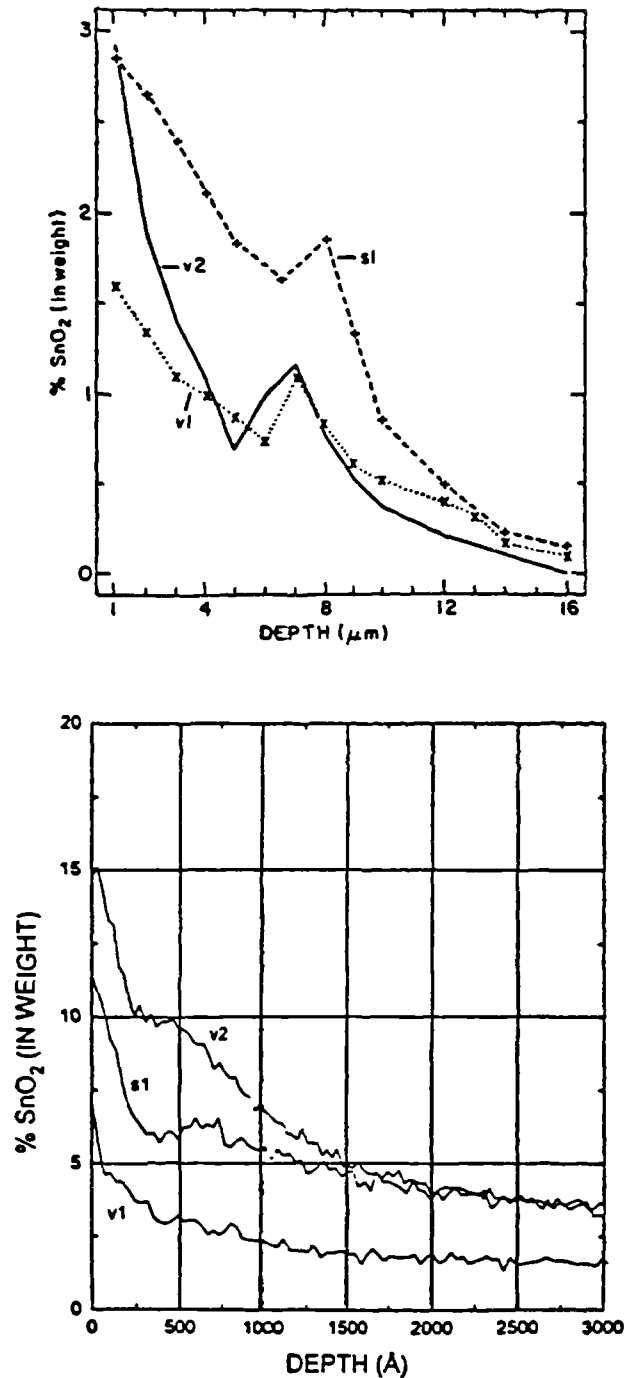 3
2
1
0
% SnO₂ (in weight)
v2
v1
s1
1 4 8 12 16
DEPTH (μm)
20
15
10
5
0
% SnO₂ (IN WEIGHT)
v2
s1
v1
0 500 1000 1500 2000 2500 3000
DEPTH (Å)